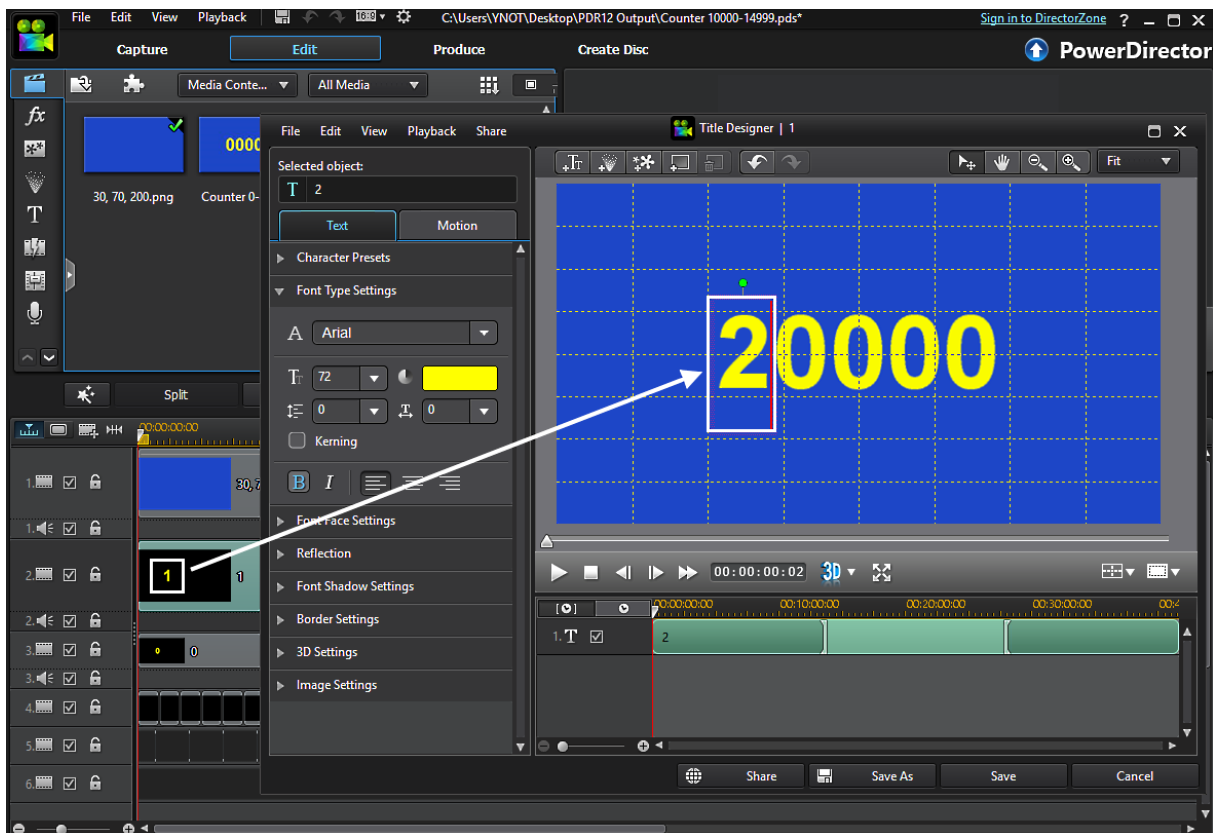 File Edit View Playback 16:9 C:\Users\YNOT\Desktop\PDR12 Output\Counter 10000-14999.pds* Sign in to DirectorZone ?
Capture Edit Produce Create Disc PowerDirector
Media Conte... All Media
fx
0000
30, 70, 200.png Counter 0-
T
File Edit View Playback Share Title Designer | 1
Selected object:
T 2
Text Motion
Fit
Character Presets
Font Type Settings
A Arial
72
0 0
Kerning
B I
Font Face Settings
Reflection
Font Shadow Settings
Border Settings
3D Settings
Image Settings
20000
00:00:00:02 3D
00:00:00:00 00:10:00:00 00:20:00:00 00:30:00:00 00:4
1. T 2
Share Save As Save Cancel
Split
00:00:00:00
1. 30, 7
1.
2. 1 1
2.
3. 0 0
3.
4.
5.
6.